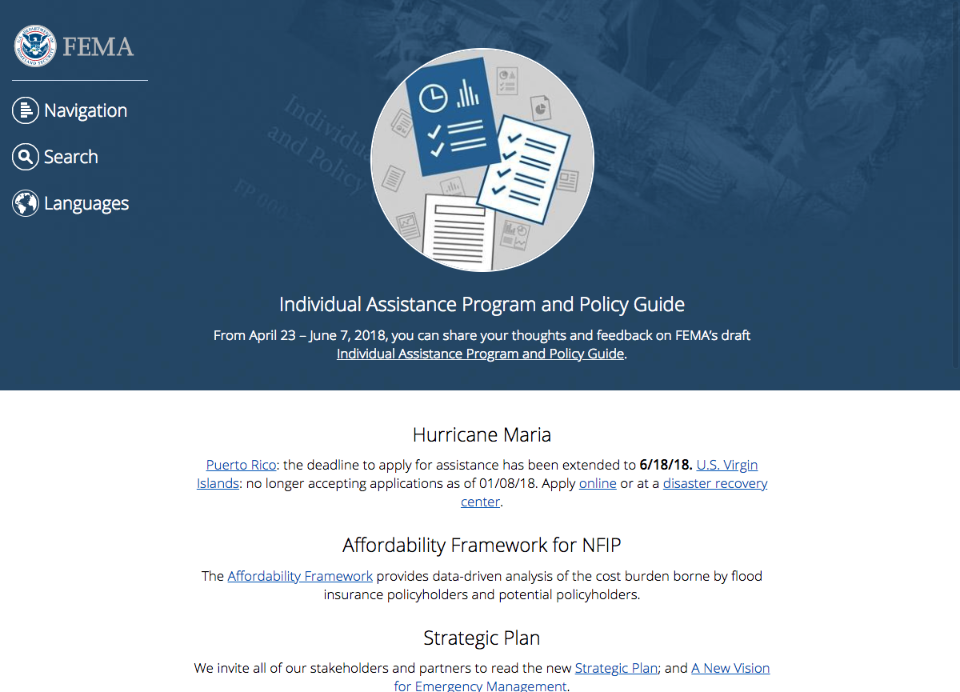 FEMA
Navigation
Search
Languages
Individual
and Policy
Individual Assistance Program and Policy Guide
From April 23 – June 7, 2018, you can share your thoughts and feedback on FEMA's draft
Individual Assistance Program and Policy Guide.
Hurricane Maria
Puerto Rico: the deadline to apply for assistance has been extended to 6/18/18. U.S. Virgin
Islands: no longer accepting applications as of 01/08/18. Apply online or at a disaster recovery
center.
Affordability Framework for NFIP
The Affordability Framework provides data-driven analysis of the cost burden borne by flood
insurance policyholders and potential policyholders.
Strategic Plan
We invite all of our stakeholders and partners to read the new Strategic Plan; and A New Vision
for Emergency Management.